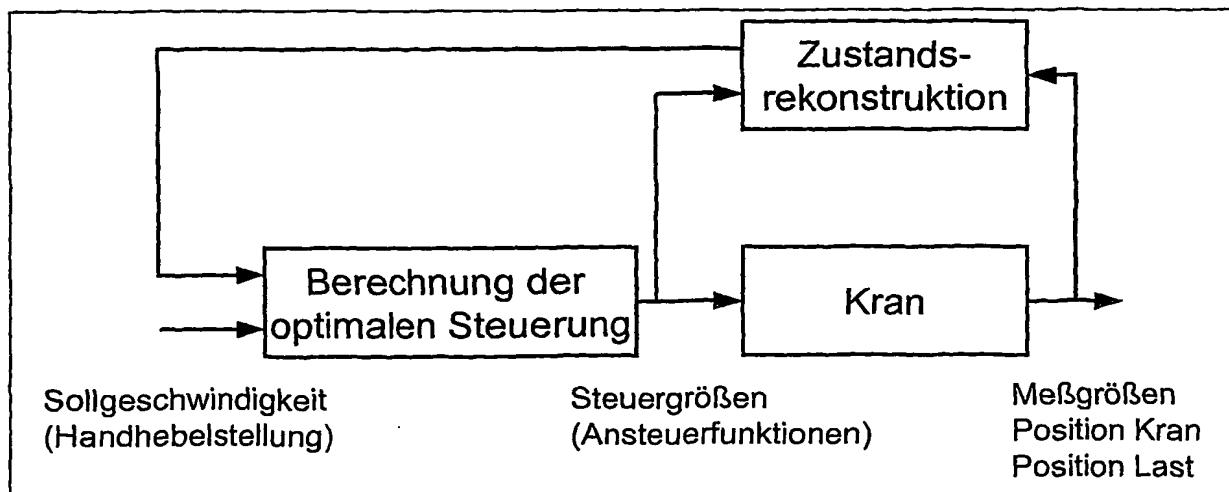 Zustands-
rekonstruktion
Berechnung der
optimalen Steuerung
Kran
Sollgeschwindigkeit
(Handhebelstellung)
Steuergrößen
(Ansteuerfunktionen)
Meßgrößen
Position Kran
Position Last